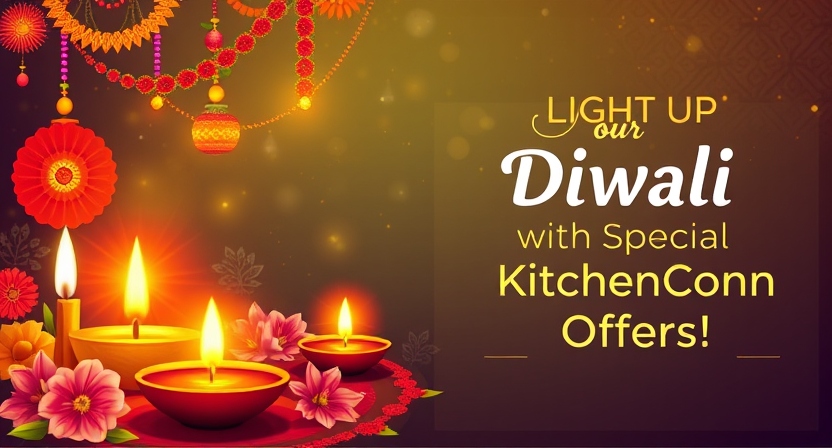 LIGHT UP
our
Diwali
with Special
KitchenConn
Offers!